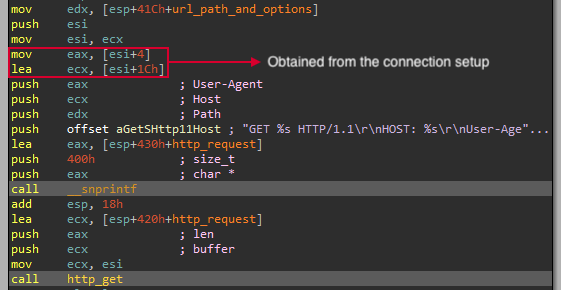 mov edx, [esp+41Ch+url_path_and_options]
push esi
mov esi, ecx
mov eax, [esi+4]
lea ecx, [esi+1Ch]
Obtained from the connection setup
push eax ; User-Agent
push ecx ; Host
push edx ; Path
push offset aGetSHttp11Host ; "GET %s HTTP/1.1\r\nHOST: %s\r\nUser-Age"...
lea eax, [esp+430h+http_request]
push 400h ; size_t
push eax ; char *
call __snprintf
add esp, 18h
lea ecx, [esp+420h+http_request]
push eax ; len
push ecx ; buffer
mov ecx, esi
call http_get